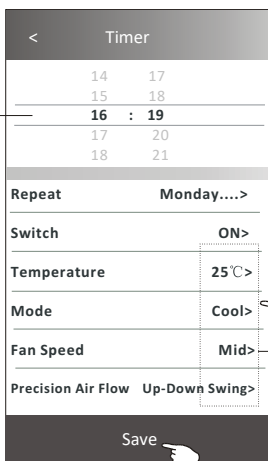 < Timer
14 17
15 18
16 : 19
17 20
18 21
Repeat Monday....>
Switch ON>
Temperature 25℃>
Mode Cool>
Fan Speed Mid>
Precision Air Flow Up-Down Swing>
Save